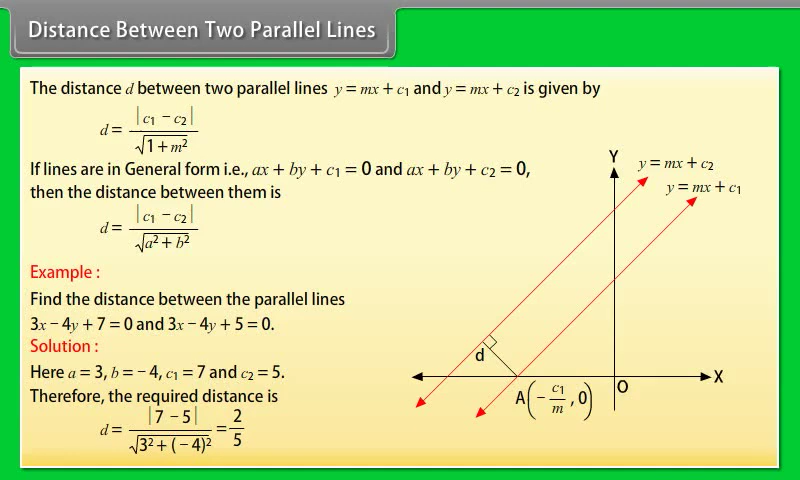 Distance Between Two Parallel Lines
The distance d between two parallel lines y = mx + c₁ and y = mx + c₂ is given by
d = |c₁ − c₂| / √(1 + m²)
If lines are in General form i.e., ax + by + c₁ = 0 and ax + by + c₂ = 0,
then the distance between them is
d = |c₁ − c₂| / √(a² + b²)
Example :
Find the distance between the parallel lines
3x − 4y + 7 = 0 and 3x − 4y + 5 = 0.
Solution :
Here a = 3, b = − 4, c₁ = 7 and c₂ = 5.
Therefore, the required distance is
d = |7 − 5| / √(3² + (− 4)²) = 2/5
Y
y = mx + c₂
y = mx + c₁
d
X
O
A(− c₁/m , 0)